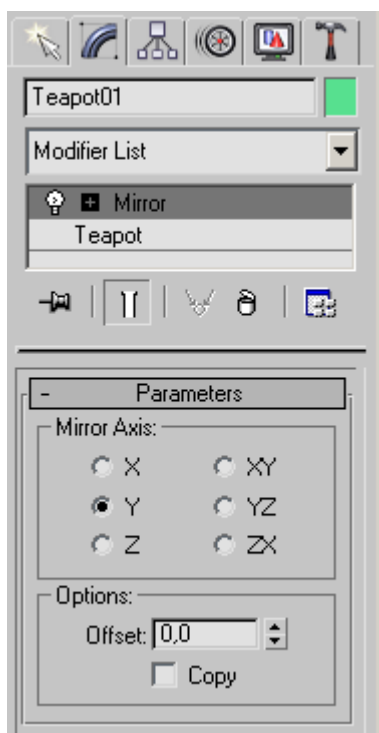 Teapot01
Modifier List
Mirror
Teapot
- Parameters
Mirror Axis:
X XY
Y YZ
Z ZX
Options:
Offset: 0,0
Copy